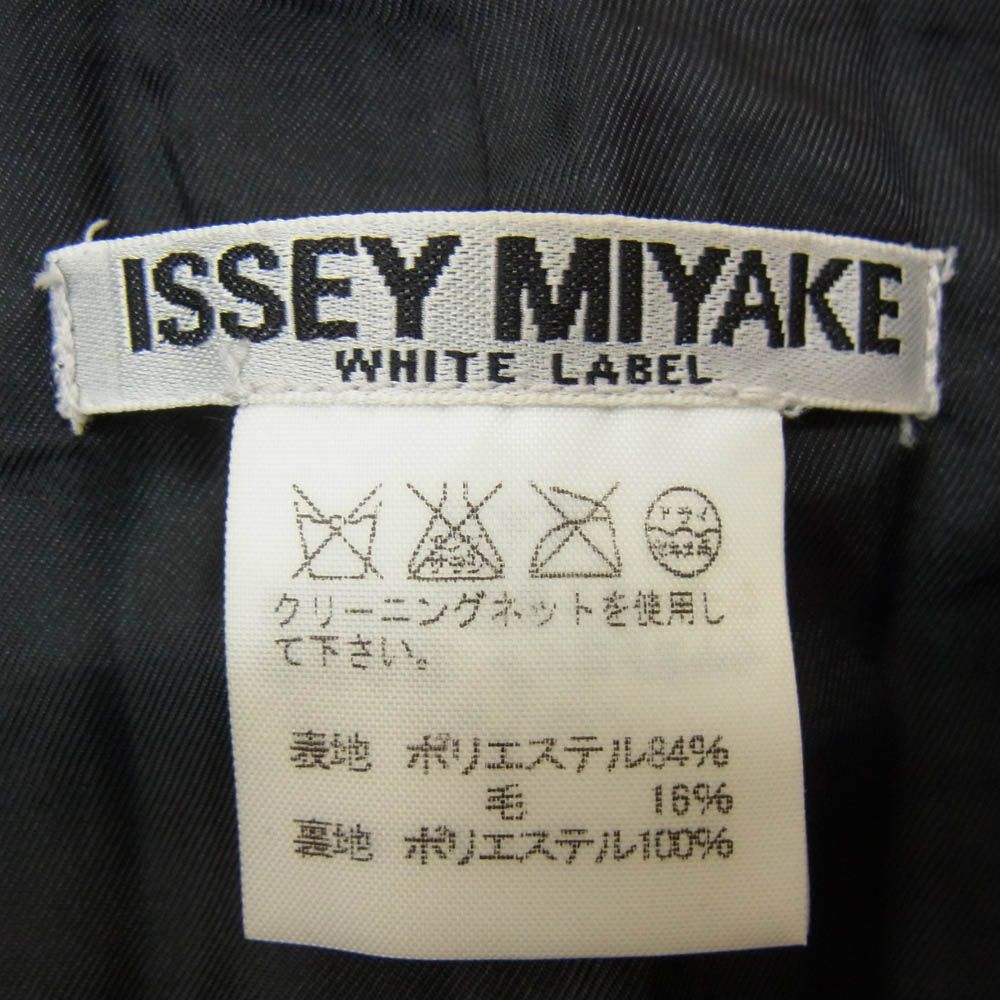 ISSEY MIYAKE
WHITE LABEL
クリーニングネットを使用し
て下さい。
表地 ポリエステル84%
毛 16%
裏地 ポリエステル100%